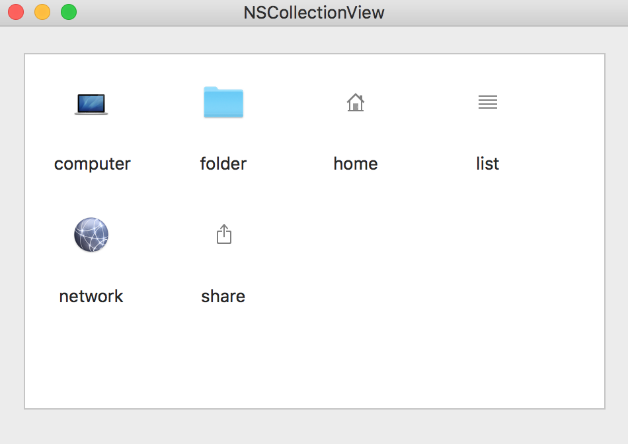 NSCollectionView
computer folder home list
network share